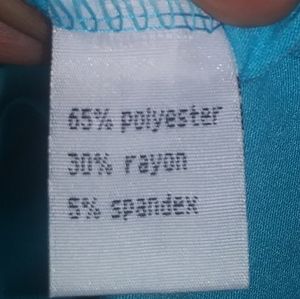 65% polyester
30% rayon
5% spandex